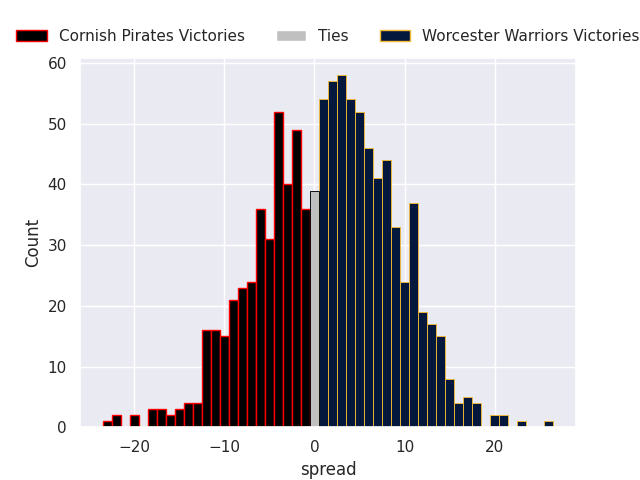 Cornish Pirates Victories Ties Worcester Warriors Victories
60
50
40
30
20
10
0
Count
−20 −10 0 10 20
spread